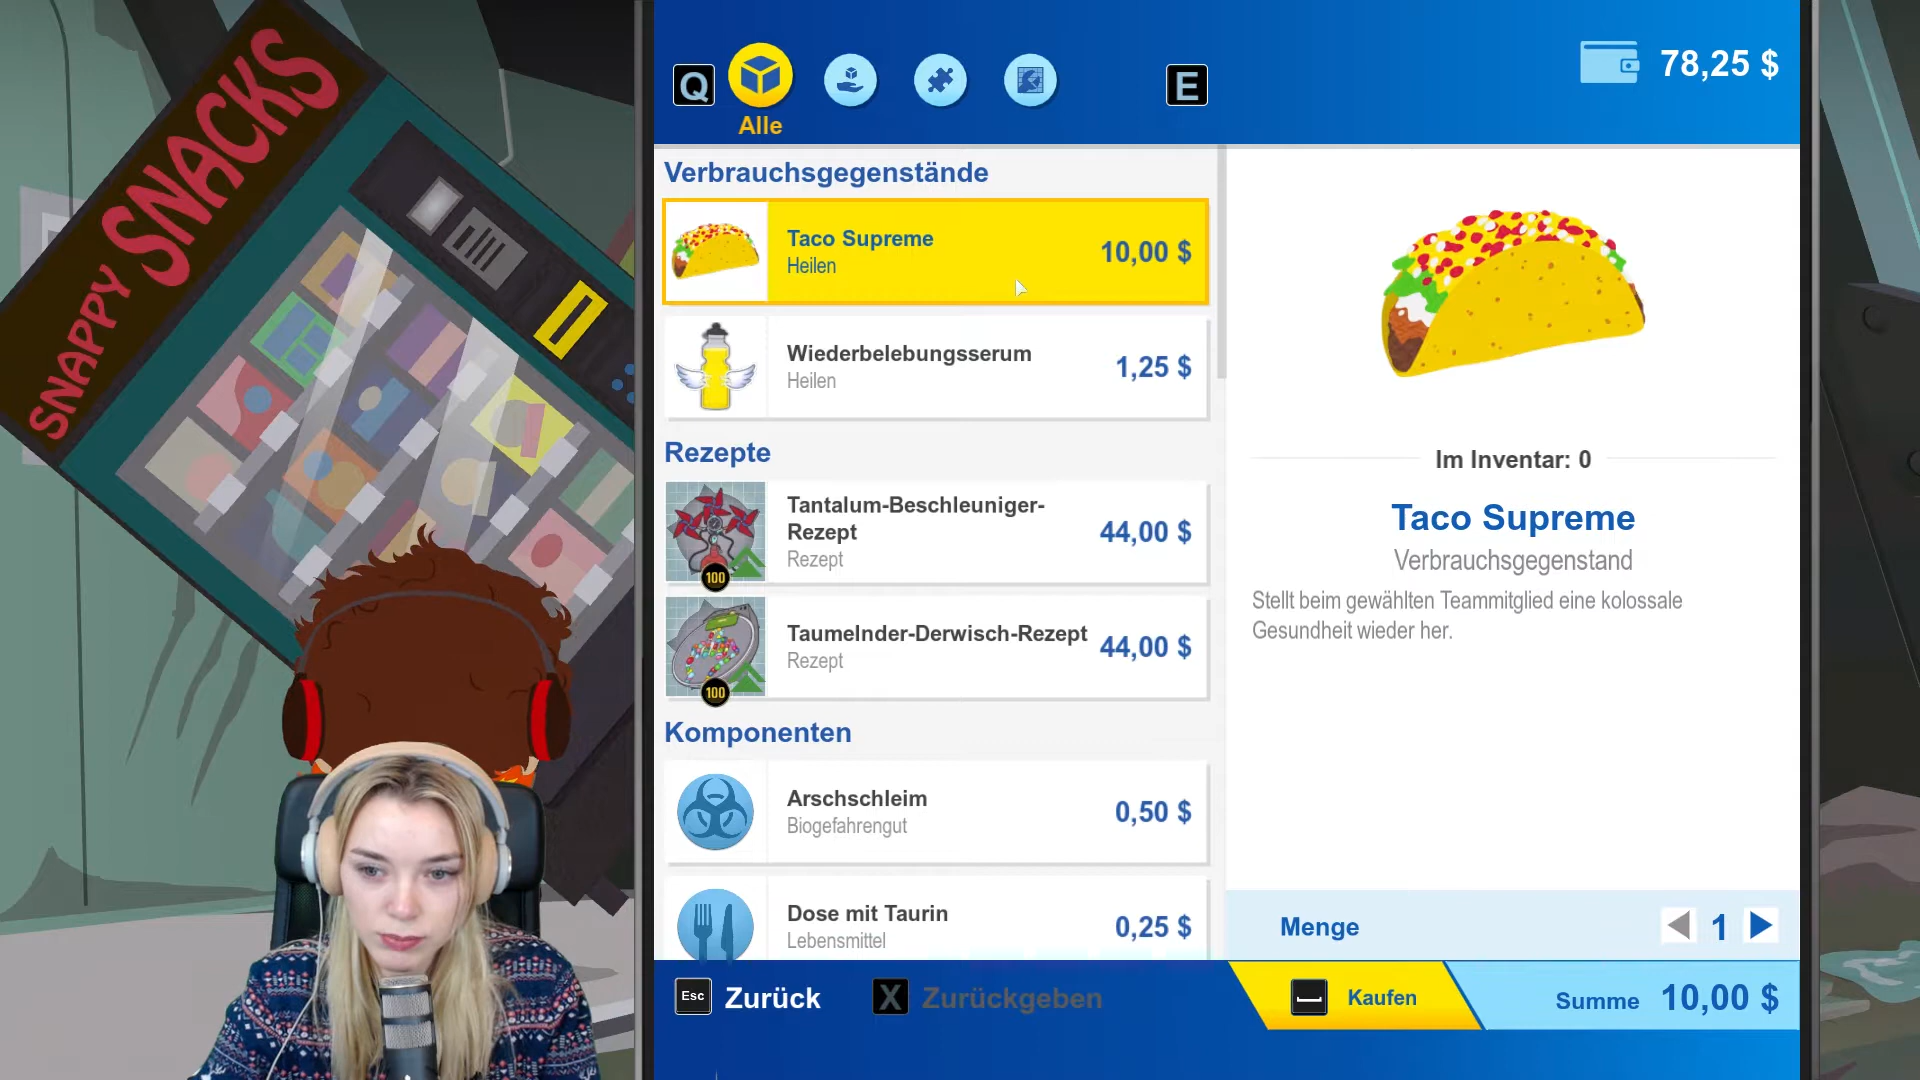 SNAPPY SNACKS
Q
E
Alle
78,25 $
Verbrauchsgegenstände
Taco Supreme
Heilen
10,00 $
Wiederbelebungsserum
Heilen
1,25 $
Rezepte
Tantalum-Beschleuniger-
Rezept
Rezept
44,00 $
100
Taumelnder-Derwisch-Rezept
Rezept
44,00 $
100
Komponenten
Arschschleim
Biogefahrengut
0,50 $
Dose mit Taurin
Lebensmittel
0,25 $
Im Inventar: 0
Taco Supreme
Verbrauchsgegenstand
Stellt beim gewählten Teammitglied eine kolossale
Gesundheit wieder her.
Menge
1
Esc Zurück
X Zurückgeben
Kaufen
Summe 10,00 $